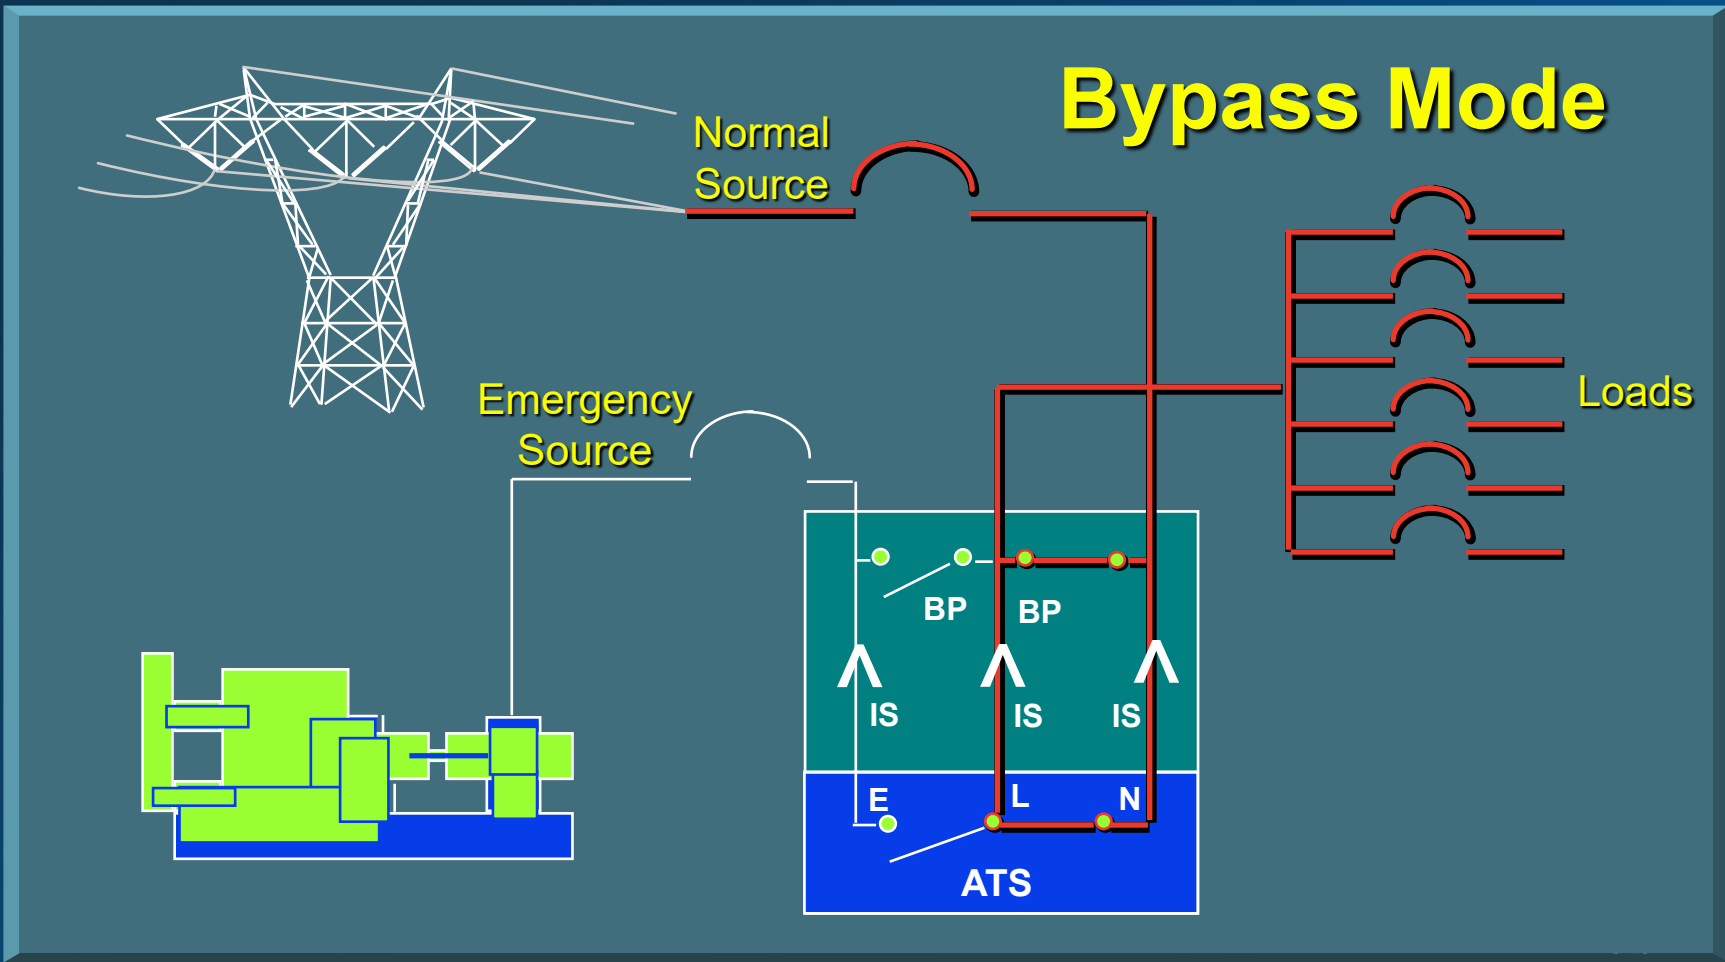 Bypass Mode
Normal
Source
Emergency
Source
Loads
BP
BP
IS
IS
IS
E
L
N
ATS